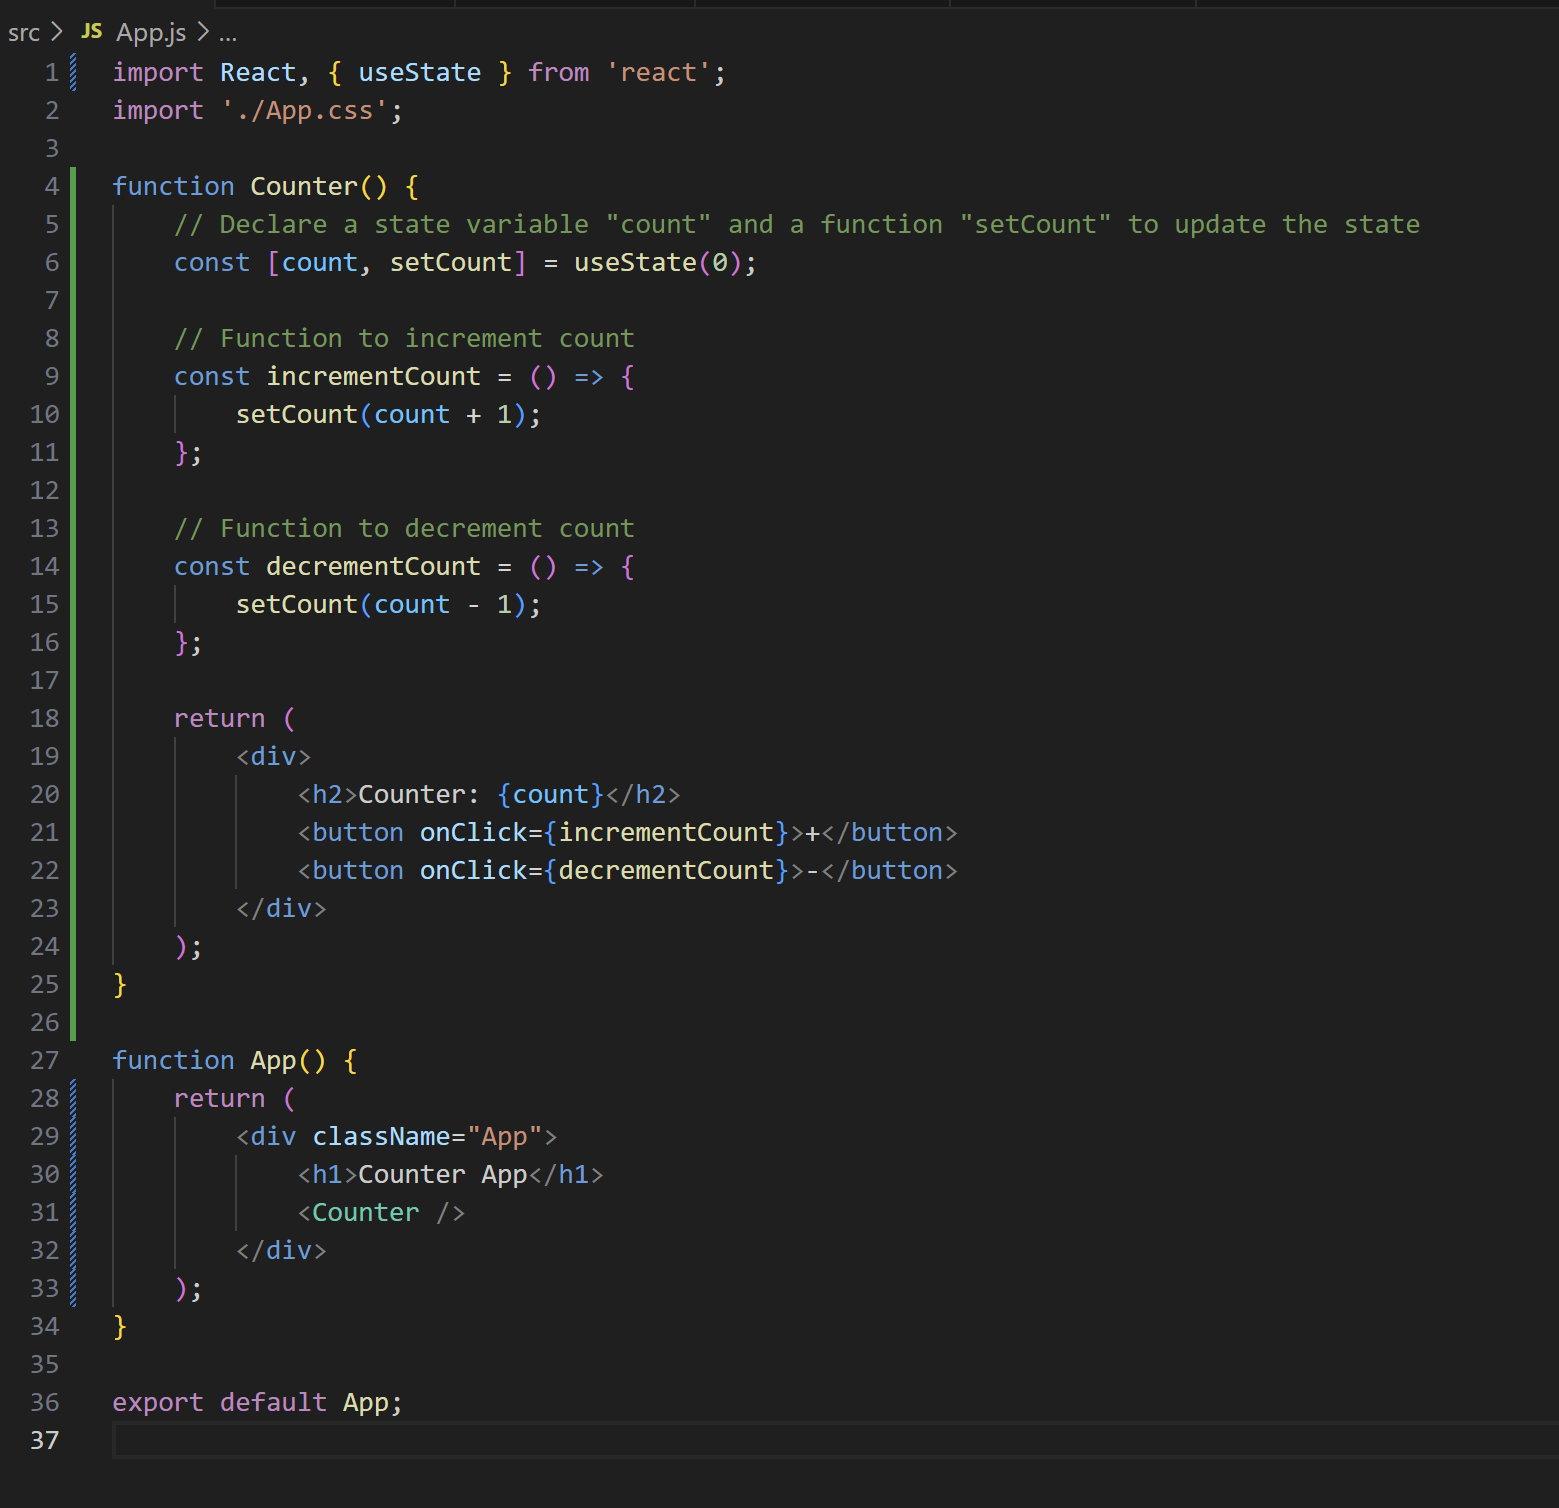 src > JS App.js > ...
1 import React, { useState } from 'react';
2 import './App.css';
3
4 function Counter() {
5     // Declare a state variable "count" and a function "setCount" to update the state
6     const [count, setCount] = useState(0);
7
8     // Function to increment count
9     const incrementCount = () => {
10         setCount(count + 1);
11     };
12
13     // Function to decrement count
14     const decrementCount = () => {
15         setCount(count - 1);
16     };
17
18     return (
19         <div>
20             <h2>Counter: {count}</h2>
21             <button onClick={incrementCount}>+</button>
22             <button onClick={decrementCount}>-</button>
23         </div>
24     );
25 }
26
27 function App() {
28     return (
29         <div className="App">
30             <h1>Counter App</h1>
31             <Counter />
32         </div>
33     );
34 }
35
36 export default App;
37